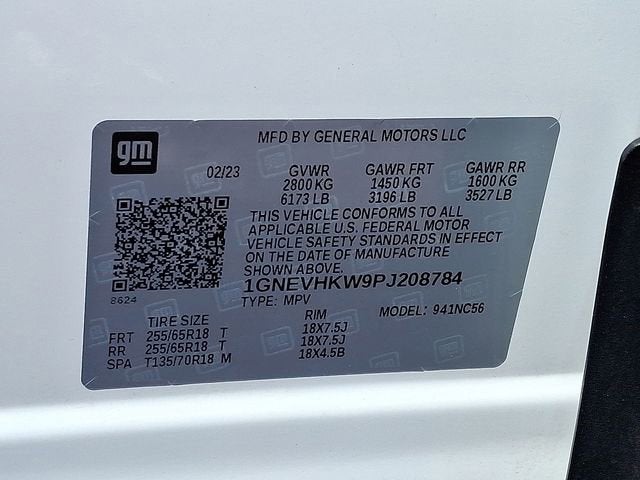 gm
MFD BY GENERAL MOTORS LLC
02/23 GVWR GAWR FRT GAWR RR
2800 KG 1450 KG 1600 KG
6173 LB 3196 LB 3527 LB
THIS VEHICLE CONFORMS TO ALL
APPLICABLE U.S. FEDERAL MOTOR
VEHICLE SAFETY STANDARDS IN EFFECT
ON THE DATE OF MANUFACTURE
SHOWN ABOVE.
1GNEVHKW9PJ208784
8624
TYPE: MPV
MODEL: 941NC56
TIRE SIZE RIM
FRT 255/65R18 T 18X7.5J
RR 255/65R18 T 18X7.5J
SPA T135/70R18 M 18X4.5B